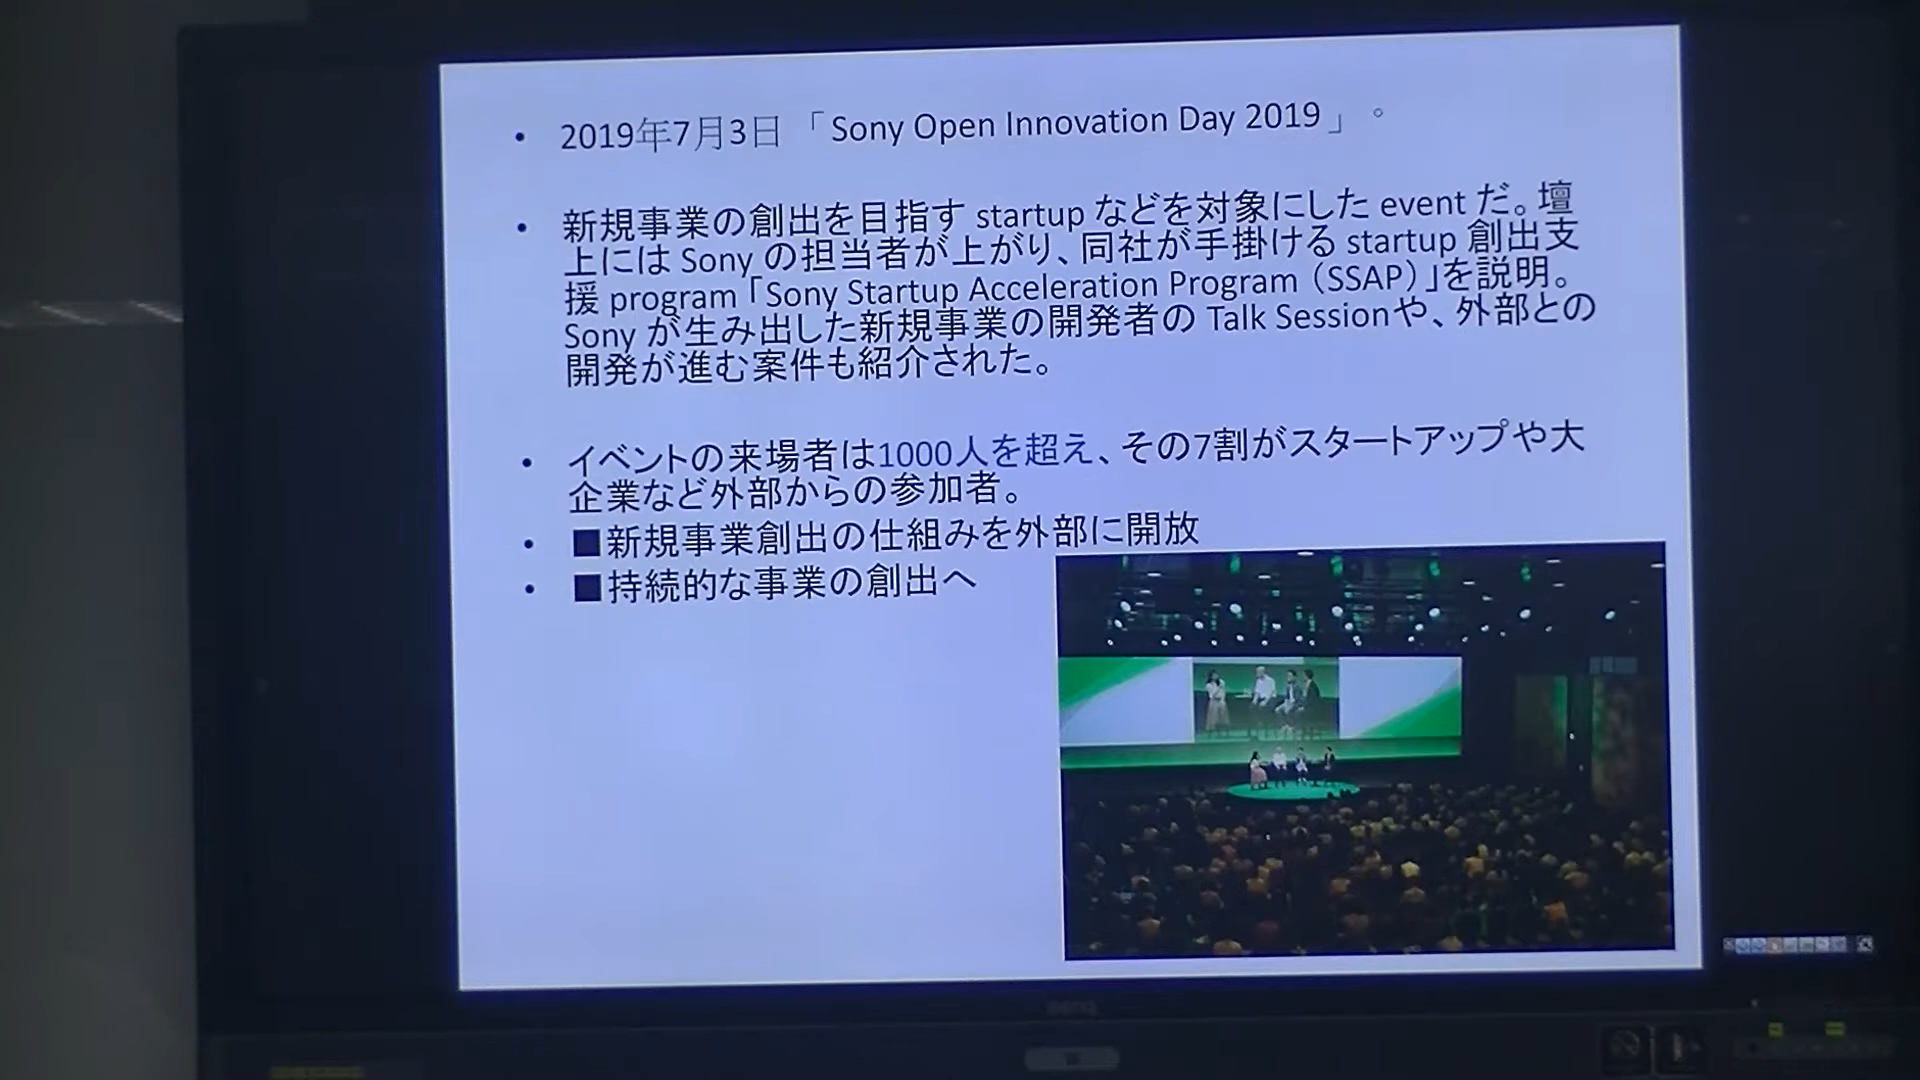 • 2019年7月3日 「Sony Open Innovation Day 2019」。
• 新規事業の創出を目指す startup などを対象にした event だ。壇
上には Sony の担当者が上がり、同社が手掛ける startup 創出支
援 program「Sony Startup Acceleration Program（SSAP）」を説明。
Sony が生み出した新規事業の開発者の Talk Sessionや、外部との
開発が進む案件も紹介された。
• イベントの来場者は1000人を超え、その7割がスタートアップや大
企業など外部からの参加者。
• ■新規事業創出の仕組みを外部に開放
• ■持続的な事業の創出へ
BenQ